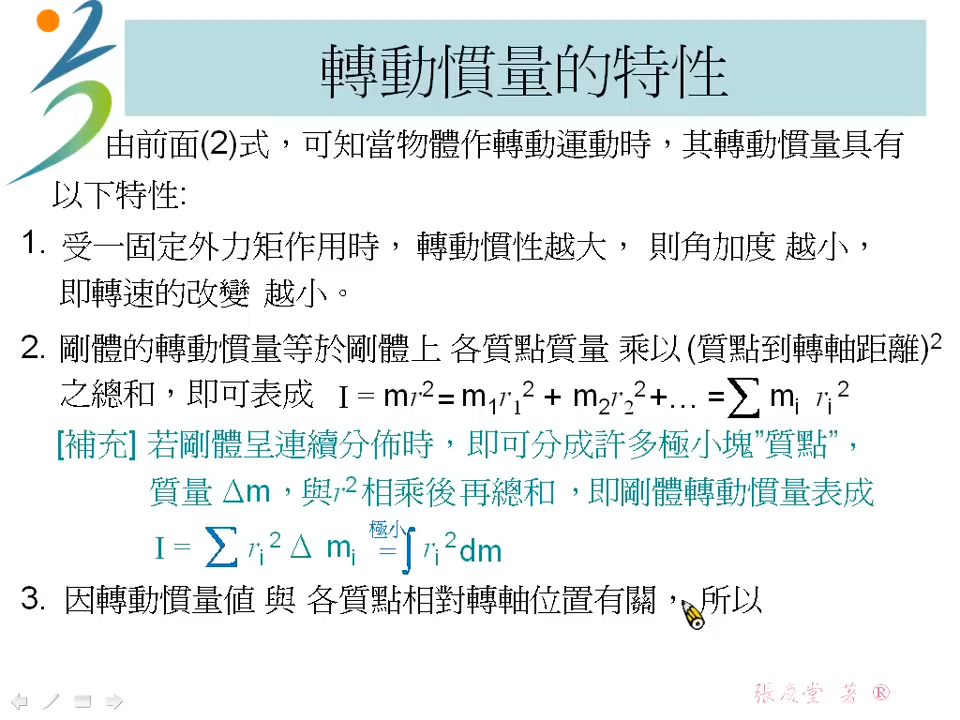 轉動慣量的特性
由前面(2)式，可知當物體作轉動運動時，其轉動慣量具有
以下特性:
1. 受一固定外力矩作用時， 轉動慣性越大， 則角加度 越小，
即轉速的改變 越小。
2. 剛體的轉動慣量等於剛體上 各質點質量 乘以(質點到轉軸距離)²
之總和，即可表成 I = mr²= m₁r₁² + m₂r₂²+… =∑ mᵢ rᵢ²
[補充] 若剛體呈連續分佈時，即可分成許多極小塊”質點”，
質量 Δm，與r²相乘後再總和，即剛體轉動慣量表成
I = ∑ rᵢ² Δ mᵢ 極小 = ∫ rᵢ² dm
3. 因轉動慣量值 與 各質點相對轉軸位置有關， 所以
張慶堂 著 ®